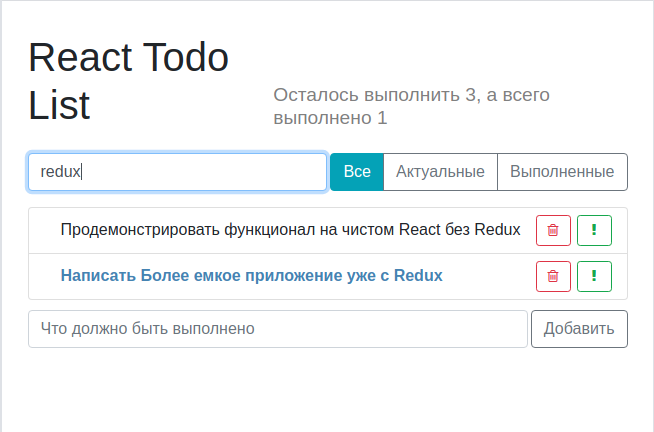 React Todo
List
Осталось выполнить 3, а всего
выполнено 1
redux
Все
Актуальные
Выполненные
Продемонстрировать функционал на чистом React без Redux
!
Написать Более емкое приложение уже с Redux
!
Что должно быть выполнено
Добавить